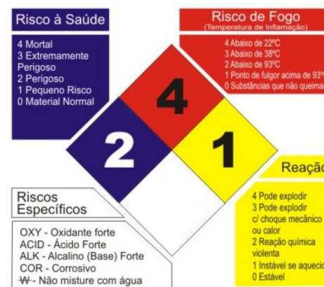 Risco à Saúde
4 Mortal
3 Extremamente
Perigoso
2 Perigoso
1 Pequeno Risco
0 Material Normal
Risco de Fogo
(Temperatura de Inflamação)
4 Abaixo de 22ºC
3 Abaixo de 38ºC
2 Abaixo de 93ºC
1 Ponto de fulgor acima de 93º
0 Substâncias que não queima
4
2
1
Riscos
Específicos
OXY - Oxidante forte
ACID - Ácido Forte
ALK - Alcalino (Base) Forte
COR - Corrosivo
W - Não misture com água
Reação
4 Pode explodir
3 Pode explodir
c/ choque mecânico
ou calor
2 Reação química
violenta
1 Instável se aquecid
0 Estável